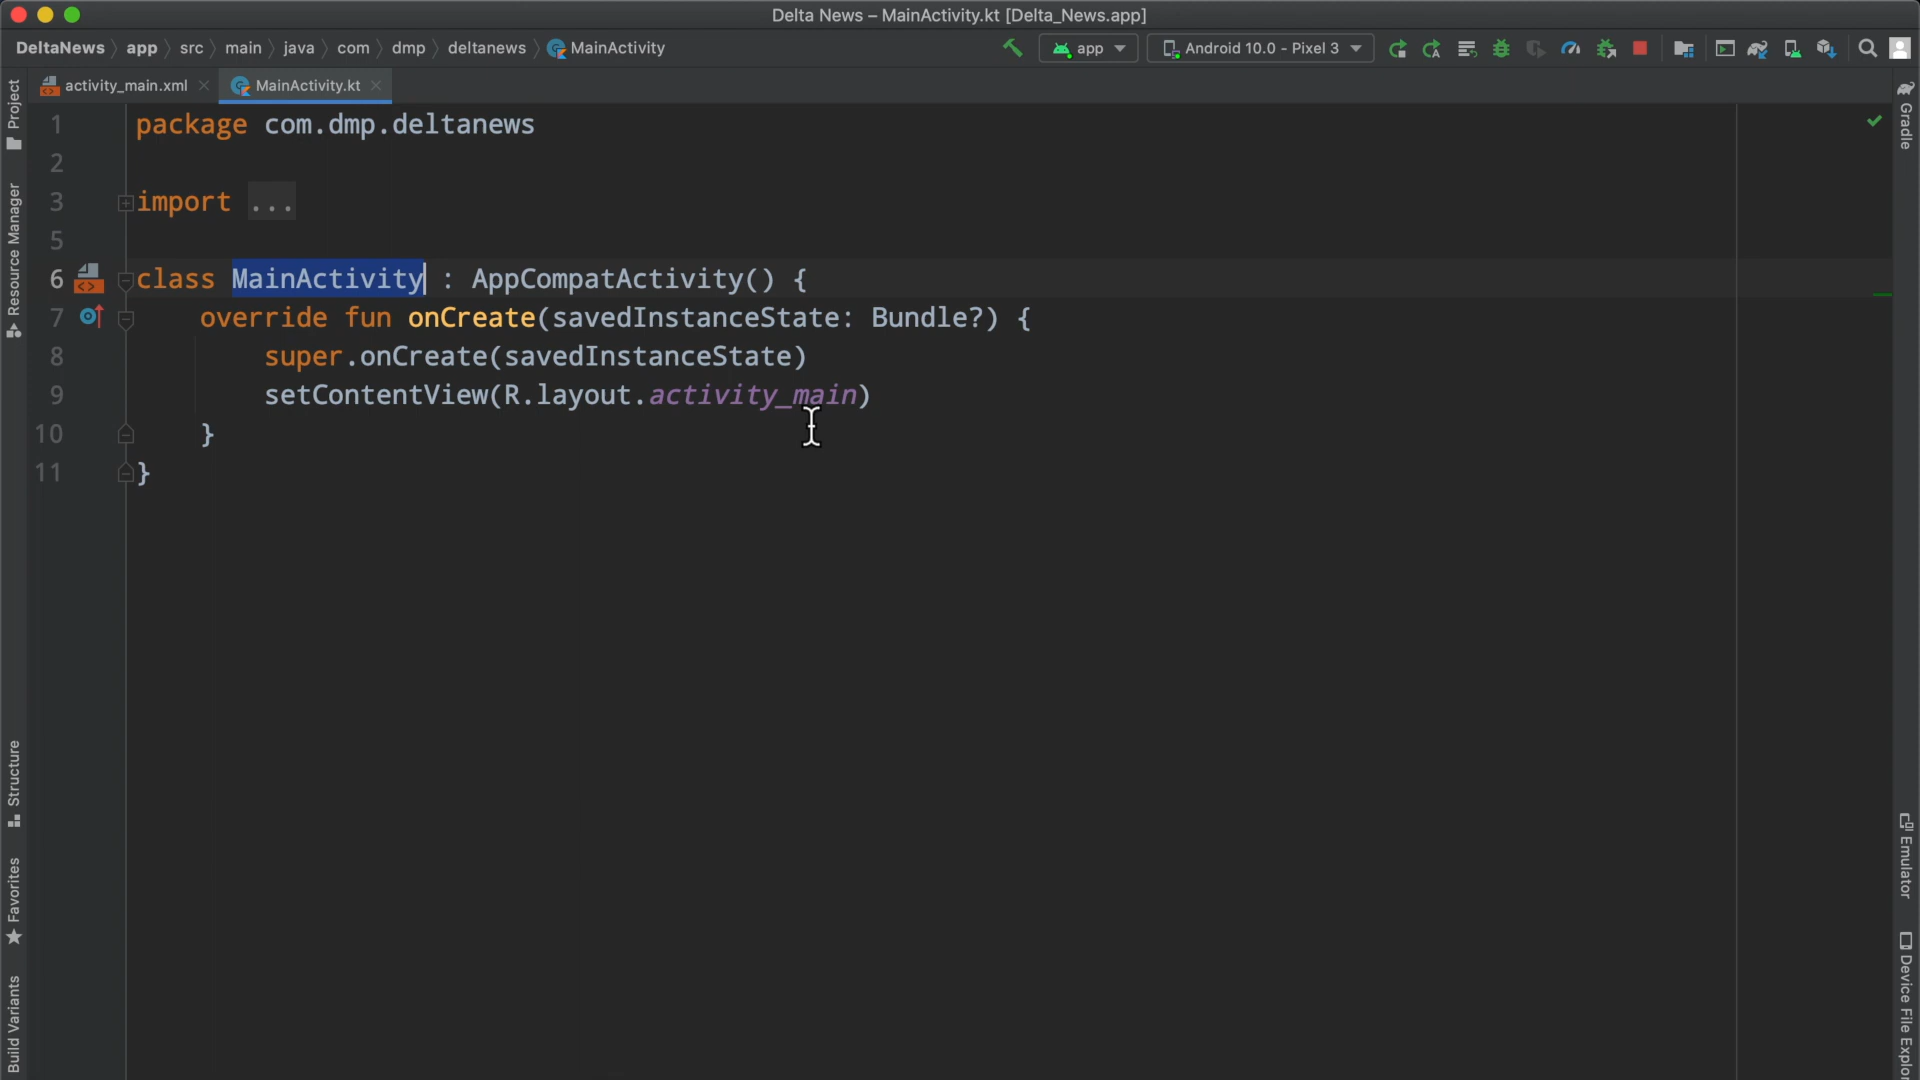 Delta News – MainActivity.kt [Delta_News.app]
DeltaNews app src main java com dmp deltanews MainActivity app Android 10.0 - Pixel 3
activity_main.xml MainActivity.kt
Project
Resource Manager
Structure
Favorites
Build Variants
1 package com.dmp.deltanews
2
3 import ...
5
6 class MainActivity : AppCompatActivity() {
7 override fun onCreate(savedInstanceState: Bundle?) {
8 super.onCreate(savedInstanceState)
9 setContentView(R.layout.activity_main)
10 }
11 }
Gradle
Emulator
Device File Explor